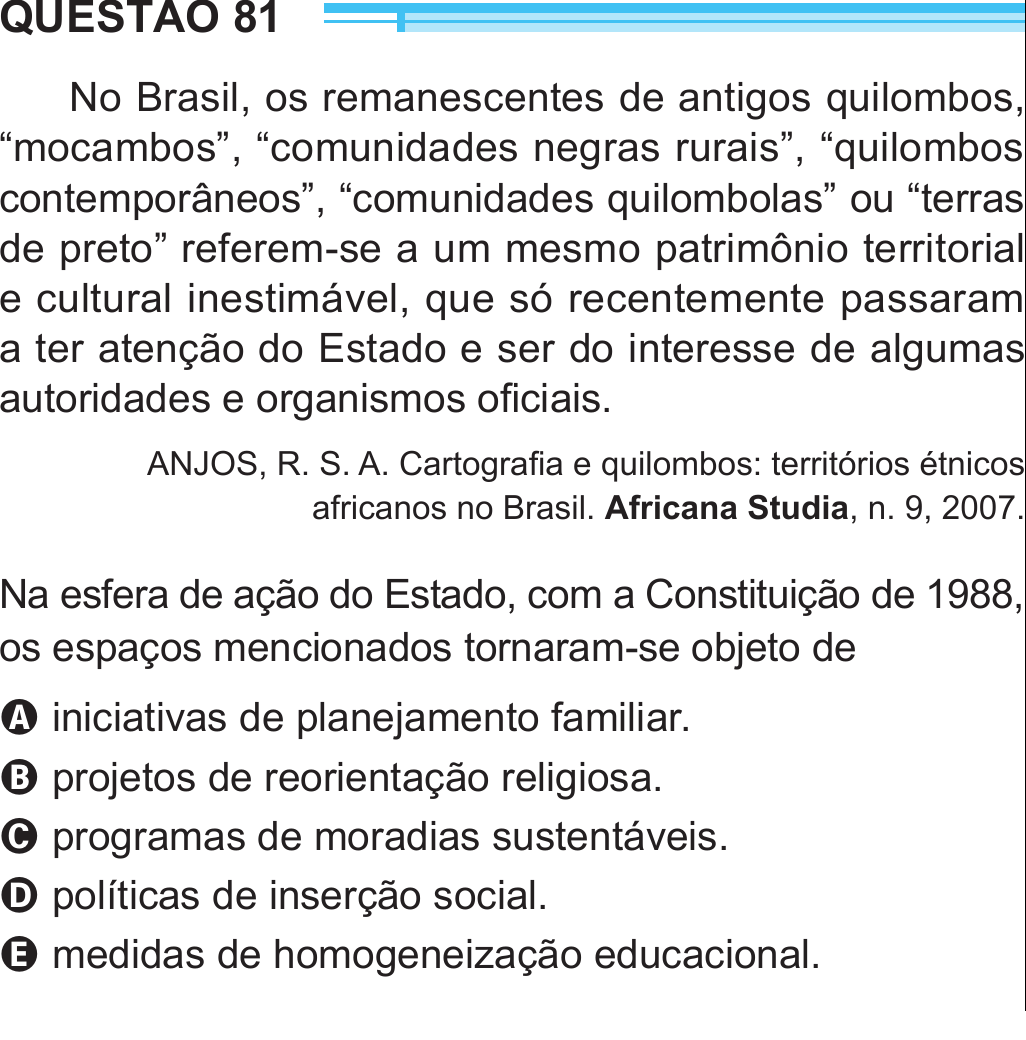 QUESTÃO 81
No Brasil, os remanescentes de antigos quilombos,
“mocambos”, “comunidades negras rurais”, “quilombos
contemporâneos”, “comunidades quilombolas” ou “terras
de preto” referem-se a um mesmo patrimônio territorial
e cultural inestimável, que só recentemente passaram
a ter atenção do Estado e ser do interesse de algumas
autoridades e organismos oficiais.
ANJOS, R. S. A. Cartografia e quilombos: territórios étnicos
africanos no Brasil. Africana Studia, n. 9, 2007.
Na esfera de ação do Estado, com a Constituição de 1988,
os espaços mencionados tornaram-se objeto de
A iniciativas de planejamento familiar.
B projetos de reorientação religiosa.
C programas de moradias sustentáveis.
D políticas de inserção social.
E medidas de homogeneização educacional.